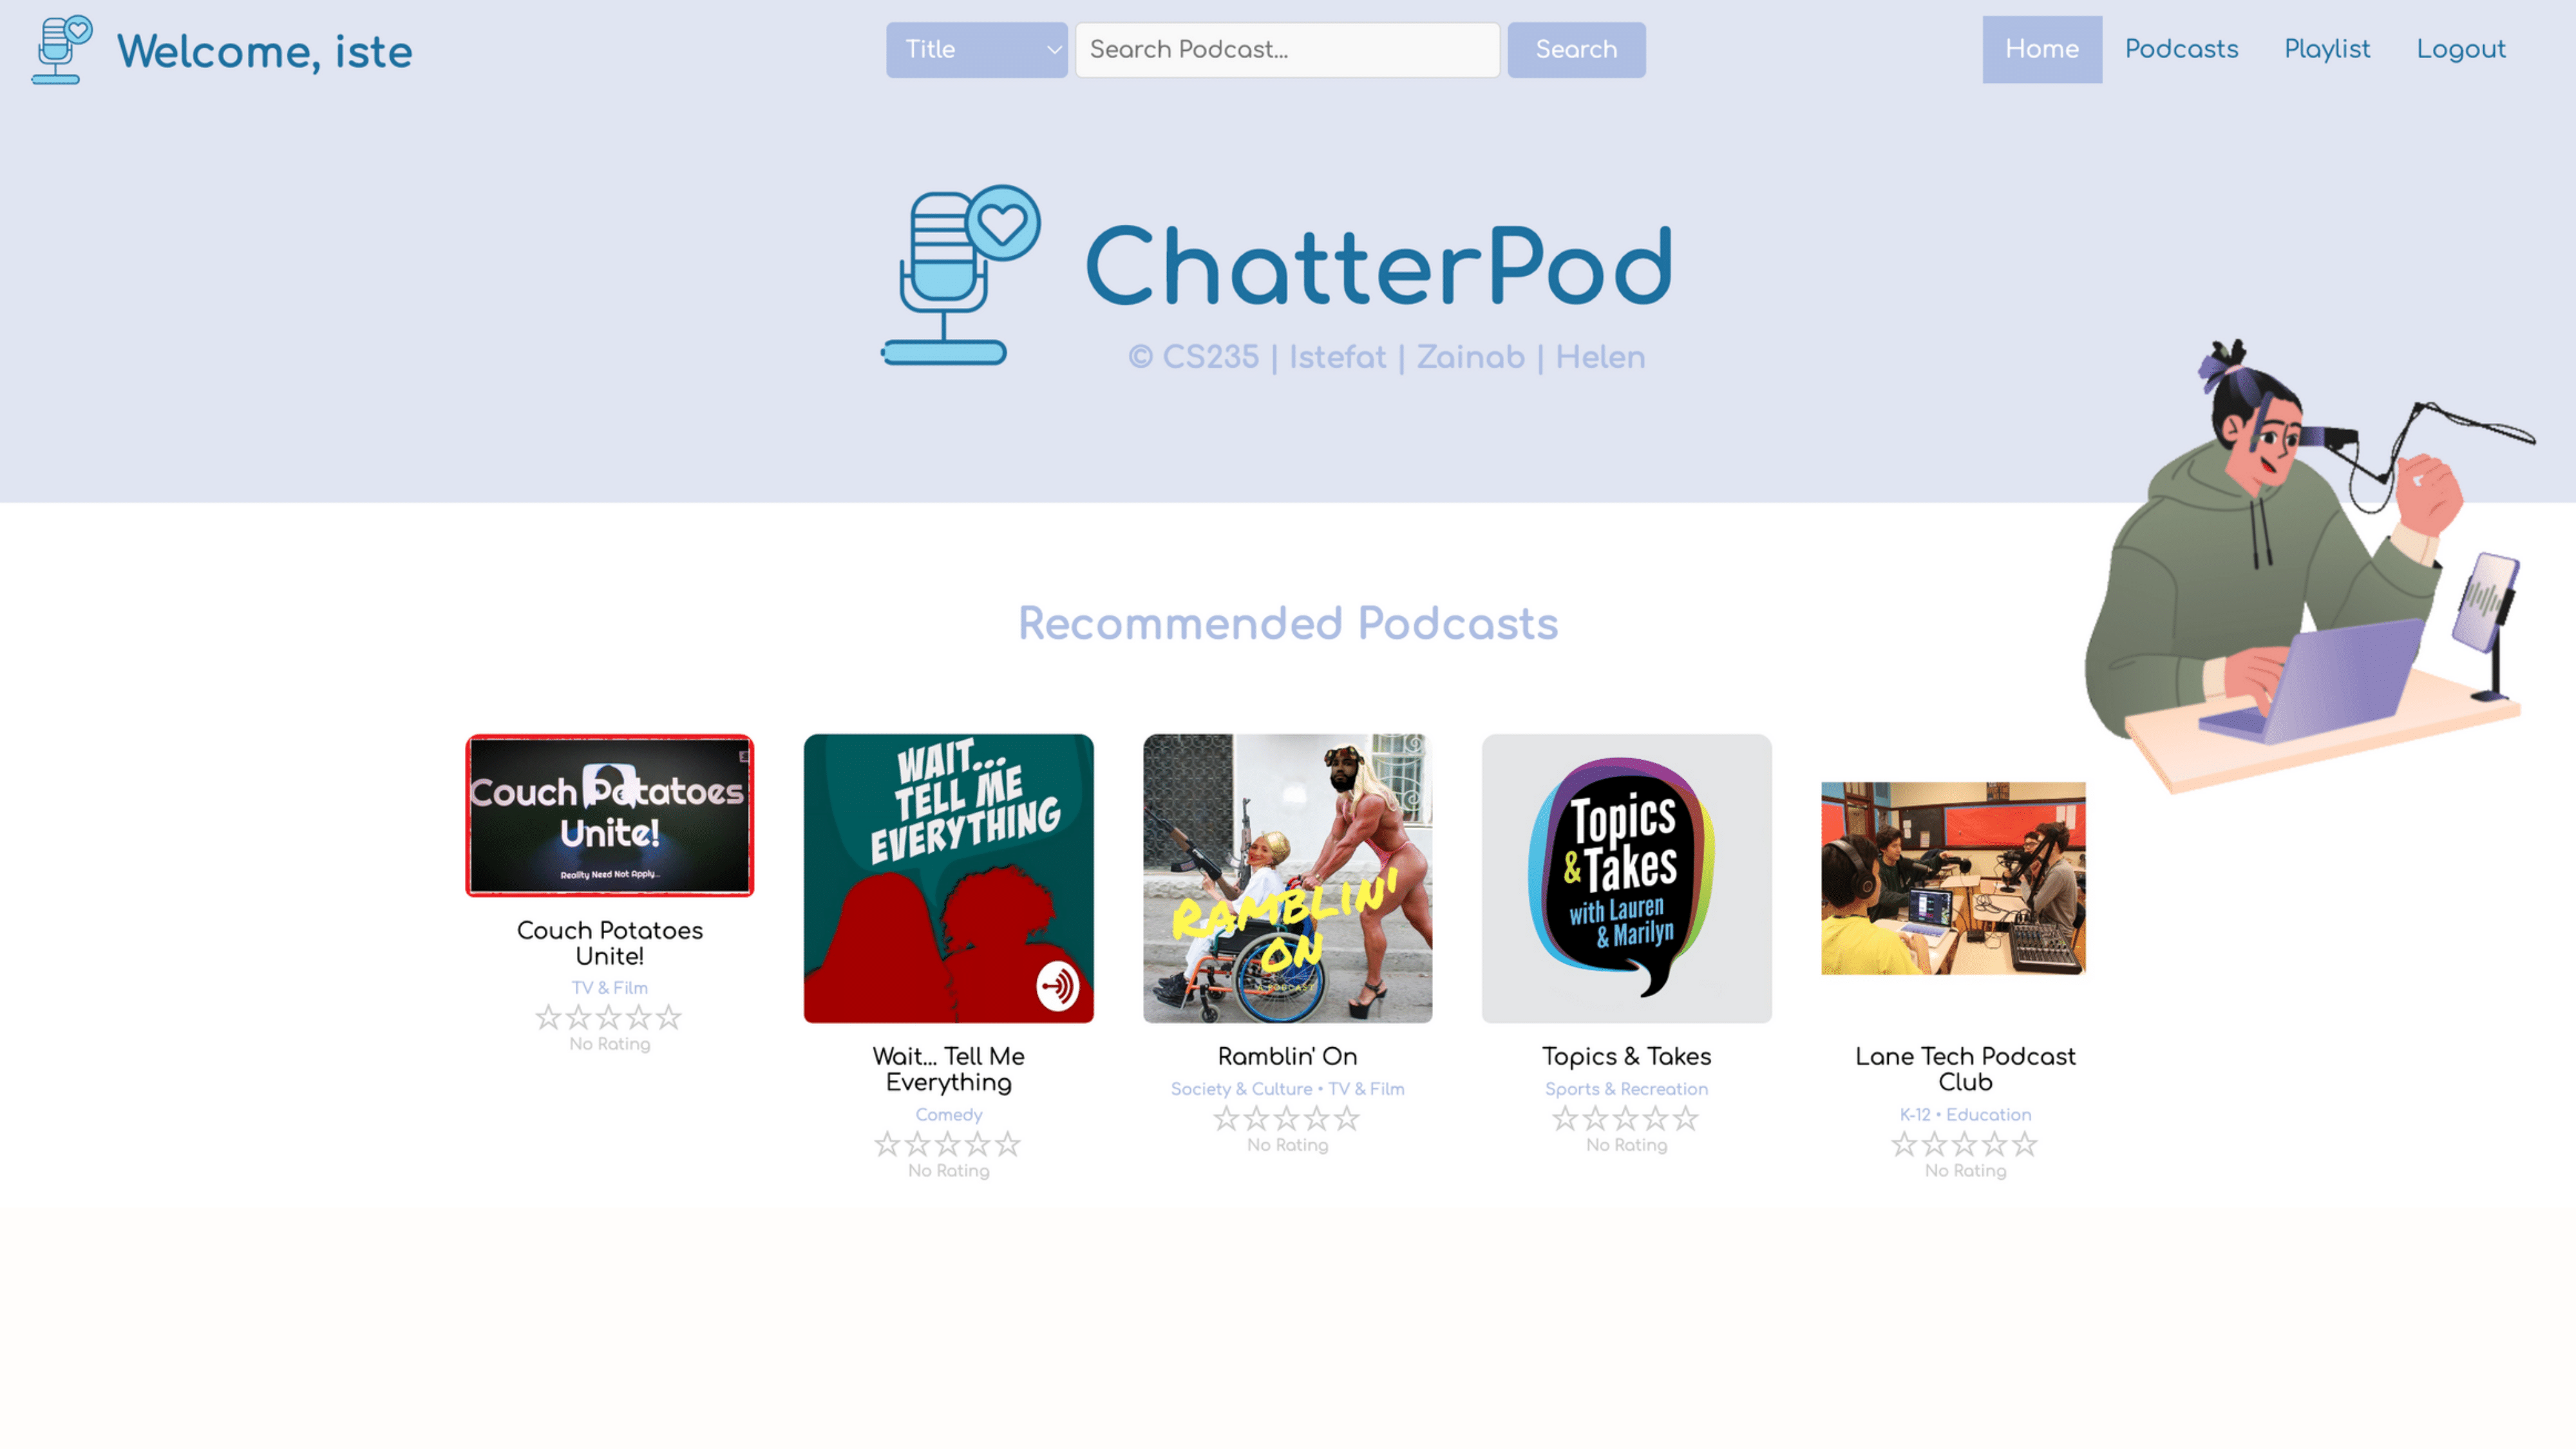 Welcome, iste
Title
Search Podcast...
Search
Home
Podcasts
Playlist
Logout
ChatterPod
© CS235 | Istefat | Zainab | Helen
Recommended Podcasts
Couch Potatoes
Unite!
Reality Need Not Apply...
Couch Potatoes
Unite!
TV & Film
No Rating
WAIT...
TELL ME
EVERYTHING
Wait... Tell Me
Everything
Comedy
No Rating
RAMBLIN'
ON
A PODCAST
Ramblin' On
Society & Culture • TV & Film
No Rating
Topics
& Takes
with Lauren
& Marilyn
Topics & Takes
Sports & Recreation
No Rating
Lane Tech Podcast
Club
K-12 • Education
No Rating